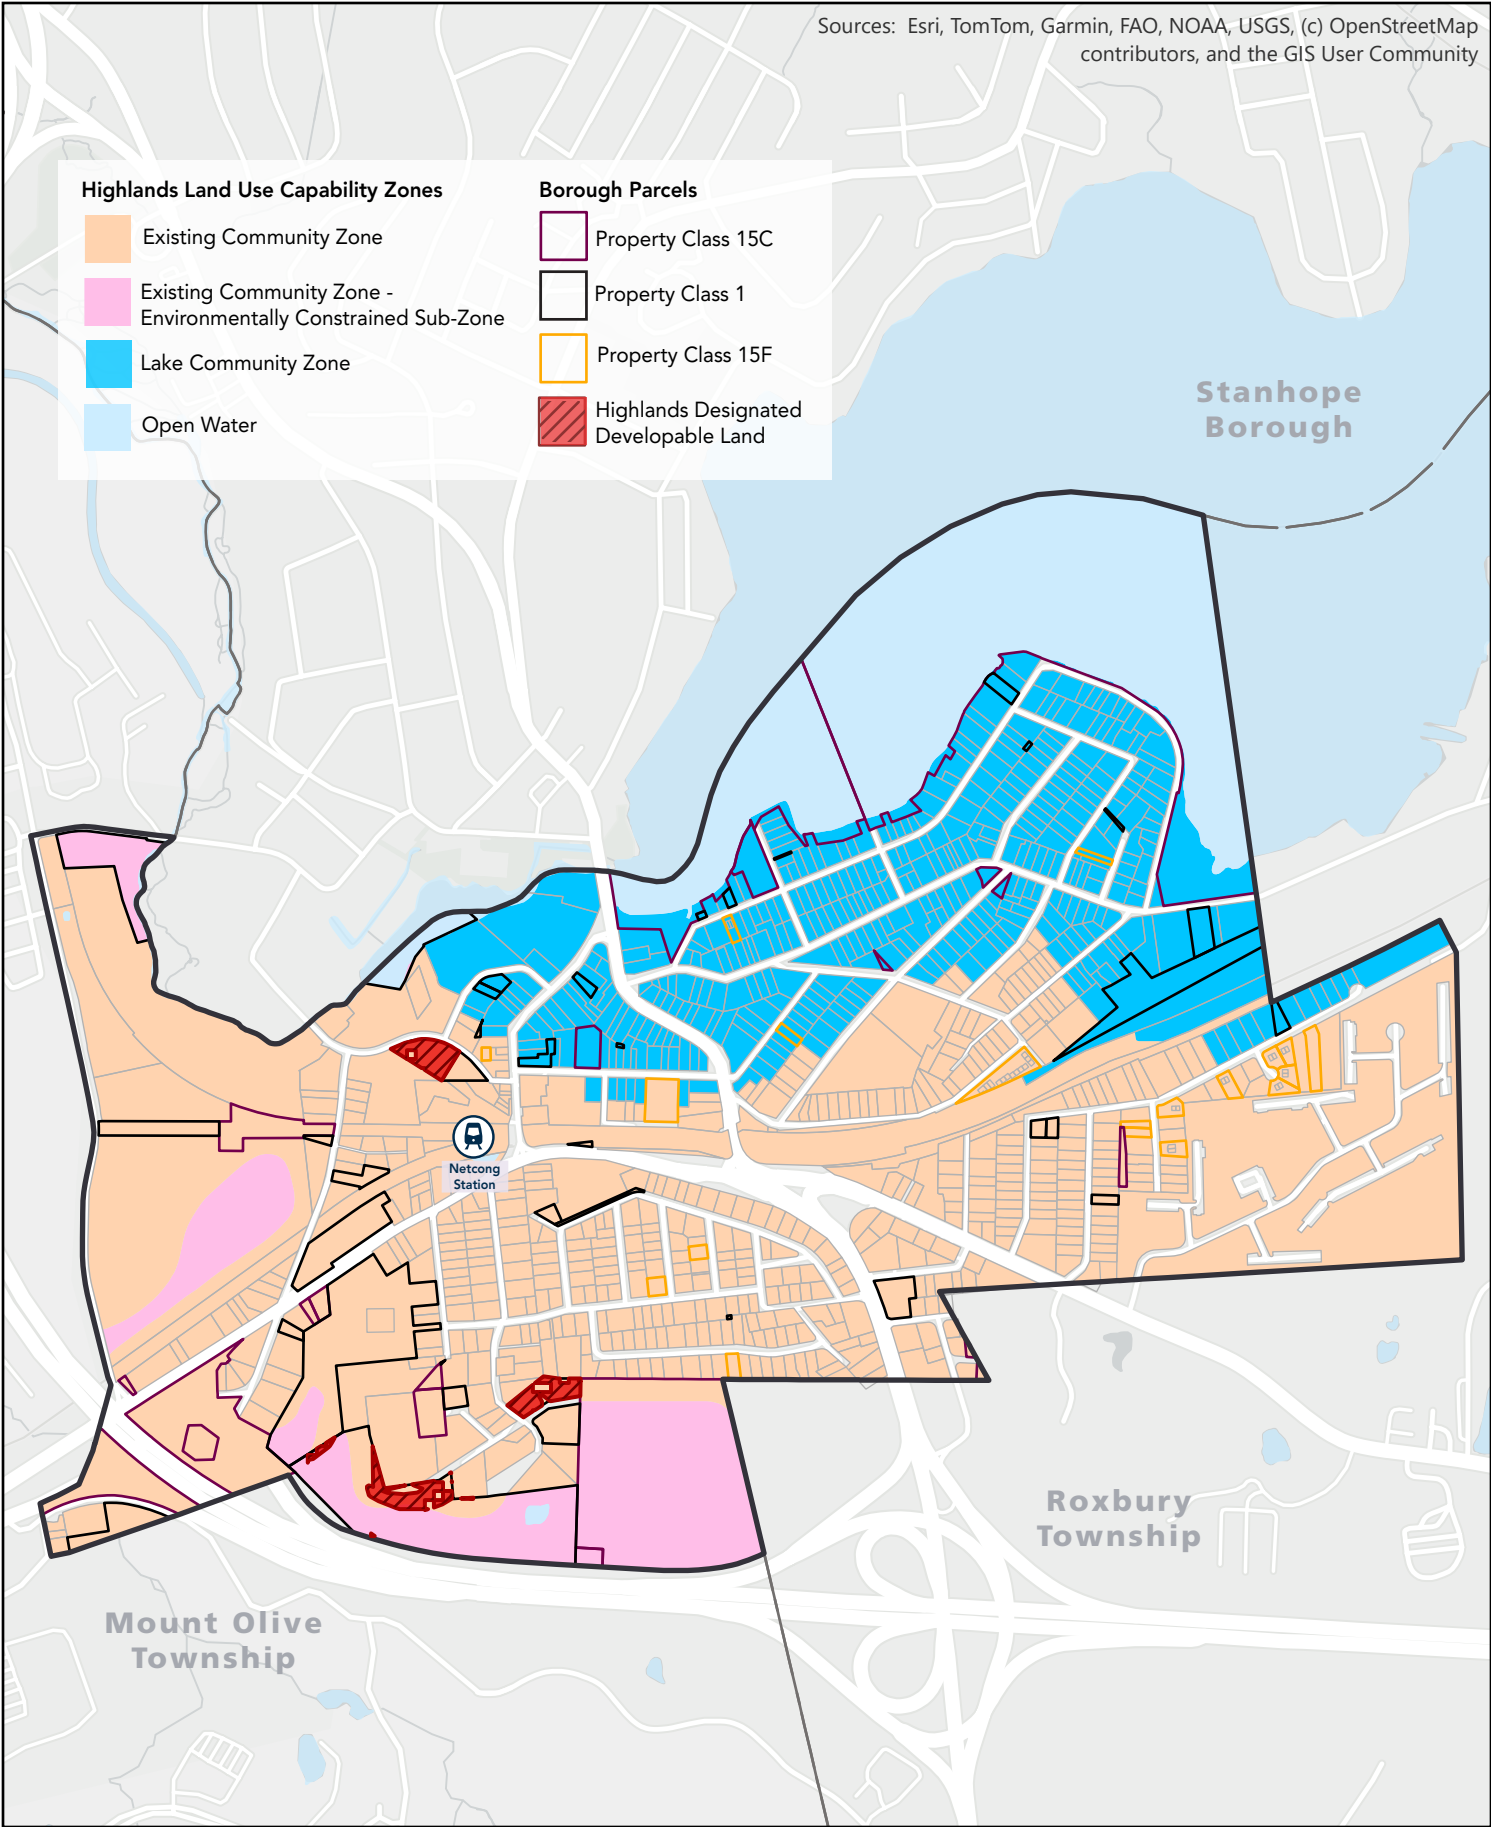 Sources: Esri, TomTom, Garmin, FAO, NOAA, USGS, (c) OpenStreetMap
contributors, and the GIS User Community
Highlands Land Use Capability Zones
Existing Community Zone
Existing Community Zone -
Environmentally Constrained Sub-Zone
Lake Community Zone
Open Water
Borough Parcels
Property Class 15C
Property Class 1
Property Class 15F
Highlands Designated
Developable Land
Stanhope
Borough
Netcong
Station
Roxbury
Township
Mount Olive
Township